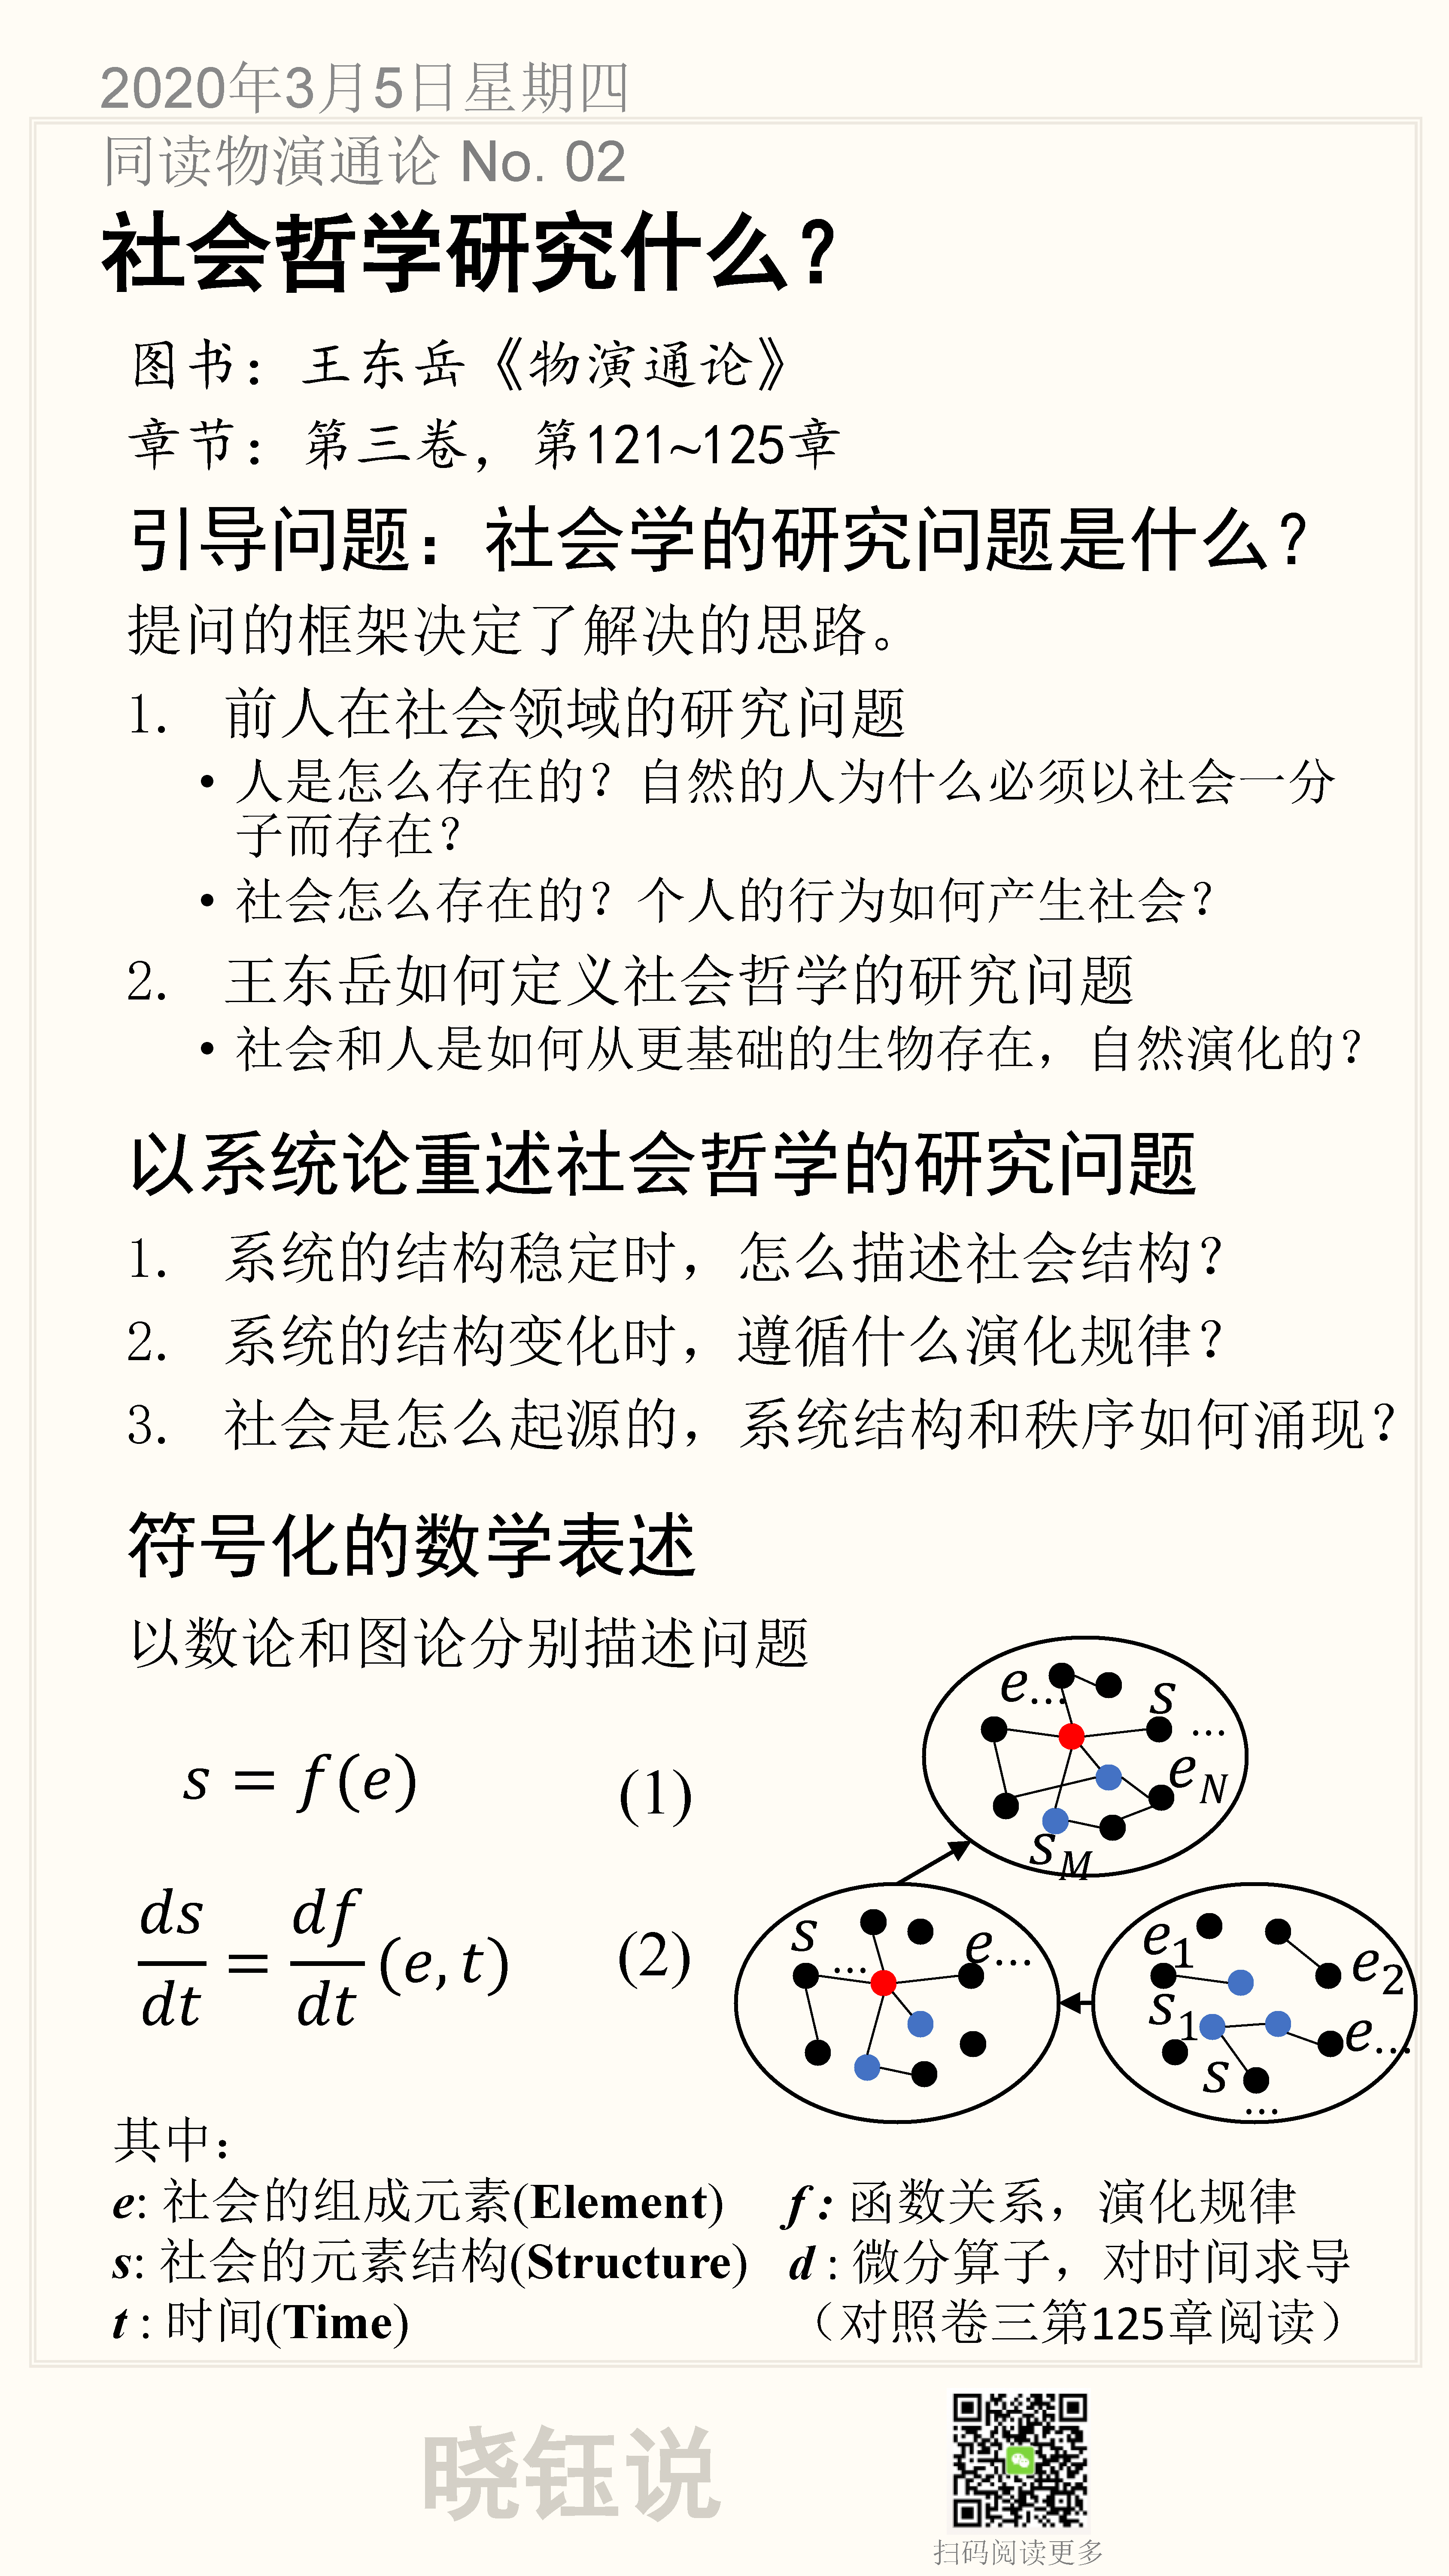 2020年3月5日星期四
同读物演通论 No. 02
社会哲学研究什么？
图书：王东岳《物演通论》
章节：第三卷，第121~125章
引导问题：社会学的研究问题是什么？
提问的框架决定了解决的思路。
1. 前人在社会领域的研究问题
• 人是怎么存在的？自然的人为什么必须以社会一分
子而存在？
• 社会怎么存在的？个人的行为如何产生社会？
2. 王东岳如何定义社会哲学的研究问题
• 社会和人是如何从更基础的生物存在，自然演化的？
以系统论重述社会哲学的研究问题
1. 系统的结构稳定时，怎么描述社会结构？
2. 系统的结构变化时，遵循什么演化规律？
3. 社会是怎么起源的，系统结构和秩序如何涌现？
符号化的数学表述
以数论和图论分别描述问题
s = f(e) (1)
ds/dt = df/dt (e, t) (2)
e…
s…
e_N
s_M
s…
e…
e_1
e_2
s_1
e…
s…
其中：
e: 社会的组成元素(Element) f : 函数关系，演化规律
s: 社会的元素结构(Structure) d : 微分算子，对时间求导
t : 时间(Time) （对照卷三第125章阅读）
晓钰说
扫码阅读更多